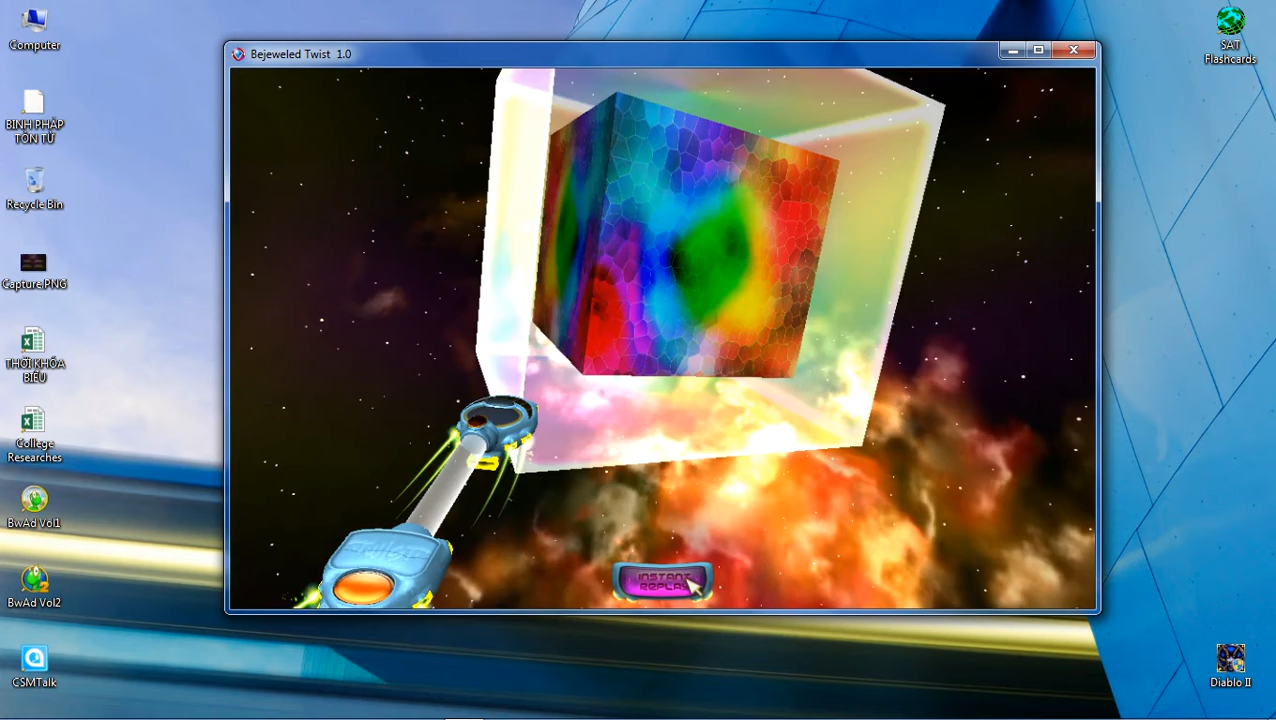 Computer
BINH PHÁP
TÔN TỬ
Recycle Bin
Capture.PNG
THỜI KHÓA
BIỂU
College
Researches
BwAd Vol1
BwAd Vol2
CSMTalk
Bejeweled Twist 1.0
INSTANT
REPLAY
SAT
Flashcards
Diablo II